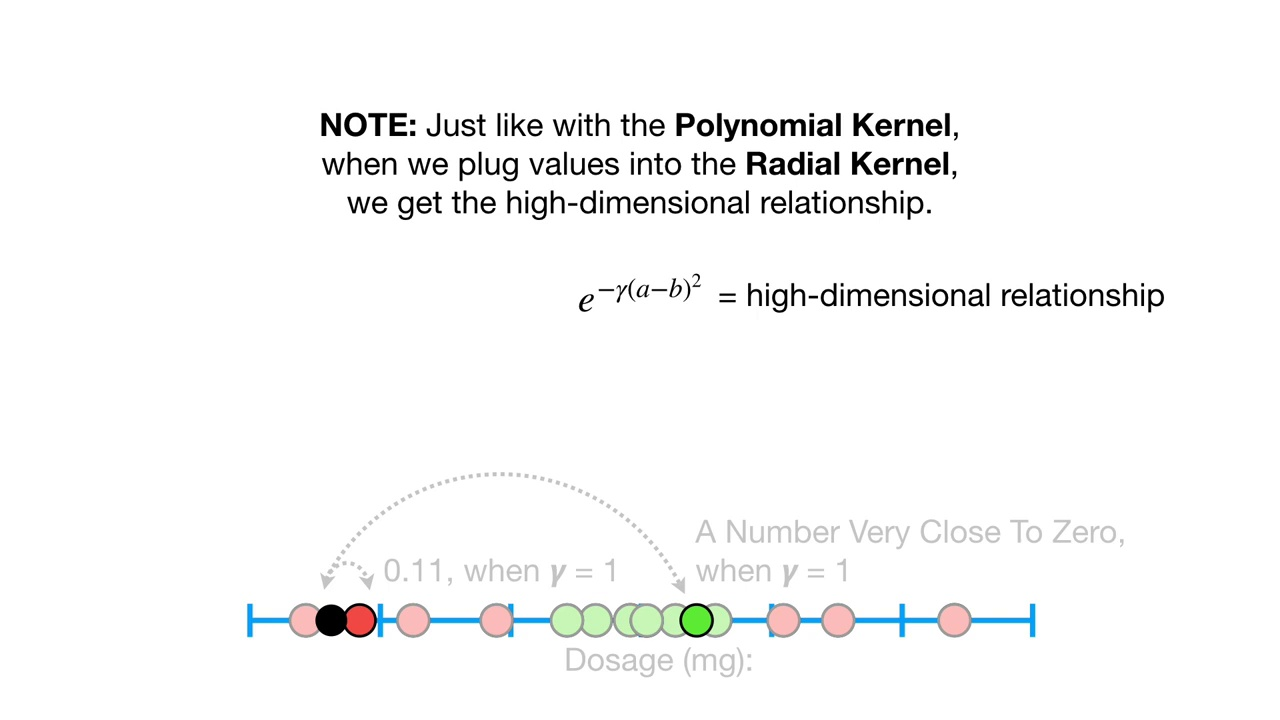 NOTE: Just like with the Polynomial Kernel,
when we plug values into the Radial Kernel,
we get the high-dimensional relationship.
e^{−γ(a−b)^2} = high-dimensional relationship
A Number Very Close To Zero,
0.11, when γ = 1
when γ = 1
Dosage (mg):